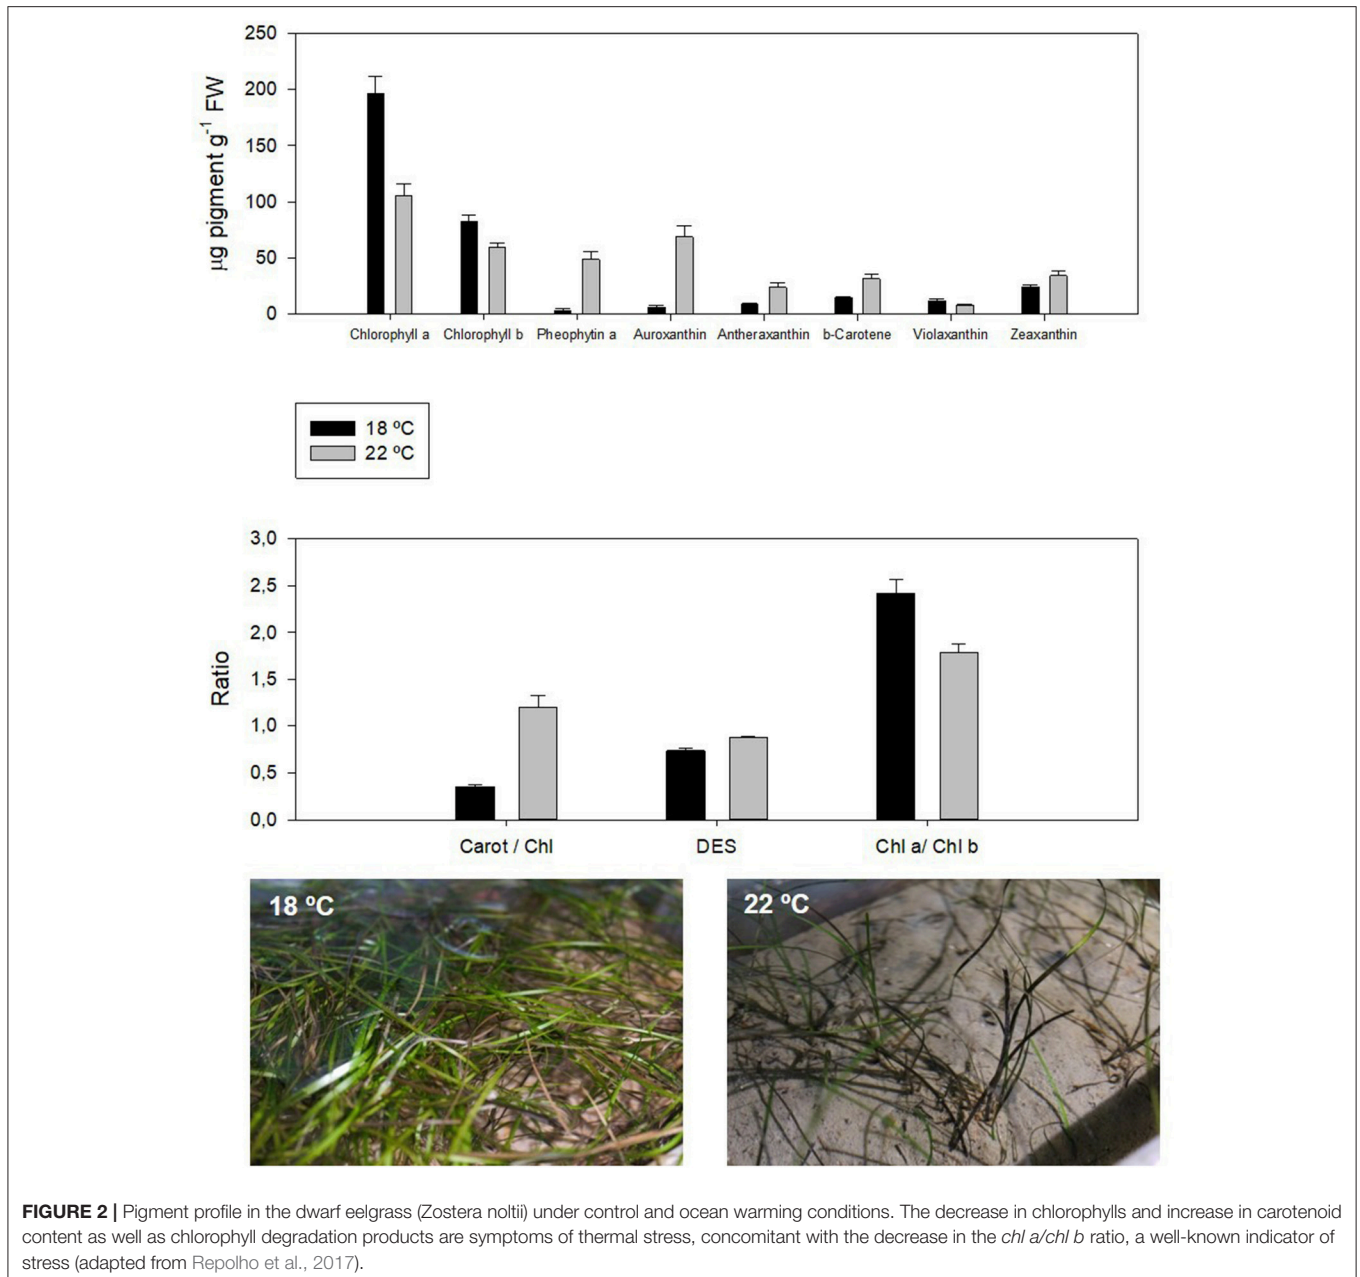 250
200
150
100
50
0
µg pigment g-1 FW
Chlorophyll a Chlorophyll b Pheophytin a Auroxanthin Antheraxanthin b-Carotene Violaxanthin Zeaxanthin
18 ºC
22 ºC
3,0
2,5
2,0
1,5
1,0
0,5
0,0
Ratio
Carot / Chl DES Chl a/ Chl b
18 ºC 22 ºC
FIGURE 2 | Pigment profile in the dwarf eelgrass (Zostera noltii) under control and ocean warming conditions. The decrease in chlorophylls and increase in carotenoid
content as well as chlorophyll degradation products are symptoms of thermal stress, concomitant with the decrease in the chl a/chl b ratio, a well-known indicator of
stress (adapted from Repolho et al., 2017).